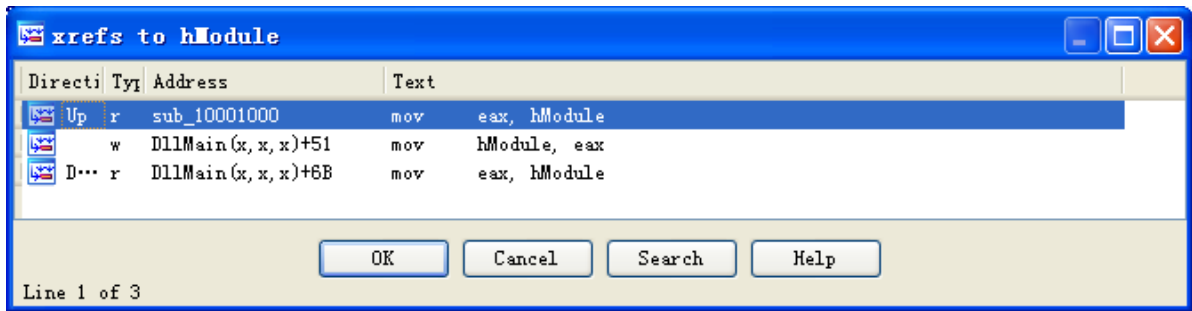 xrefs to hModule
Directi Typ Address Text
Up r sub_10001000 mov eax, hModule
w DllMain(x,x,x)+51 mov hModule, eax
D... r DllMain(x,x,x)+6B mov eax, hModule
OK Cancel Search Help
Line 1 of 3